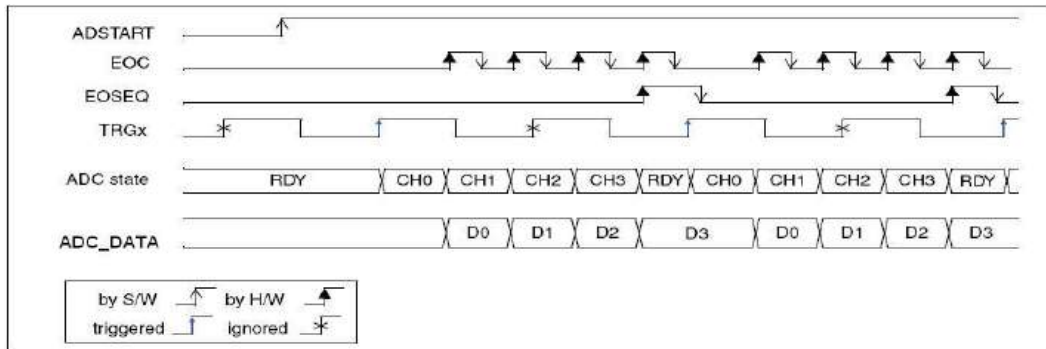 ADSTART
EOC
EOSEQ
TRGx
ADC state RDY CH0 CH1 CH2 CH3 RDY CH0 CH1 CH2 CH3 RDY
ADC_DATA D0 D1 D2 D3 D0 D1 D2 D3
by S/W by H/W
triggered ignored